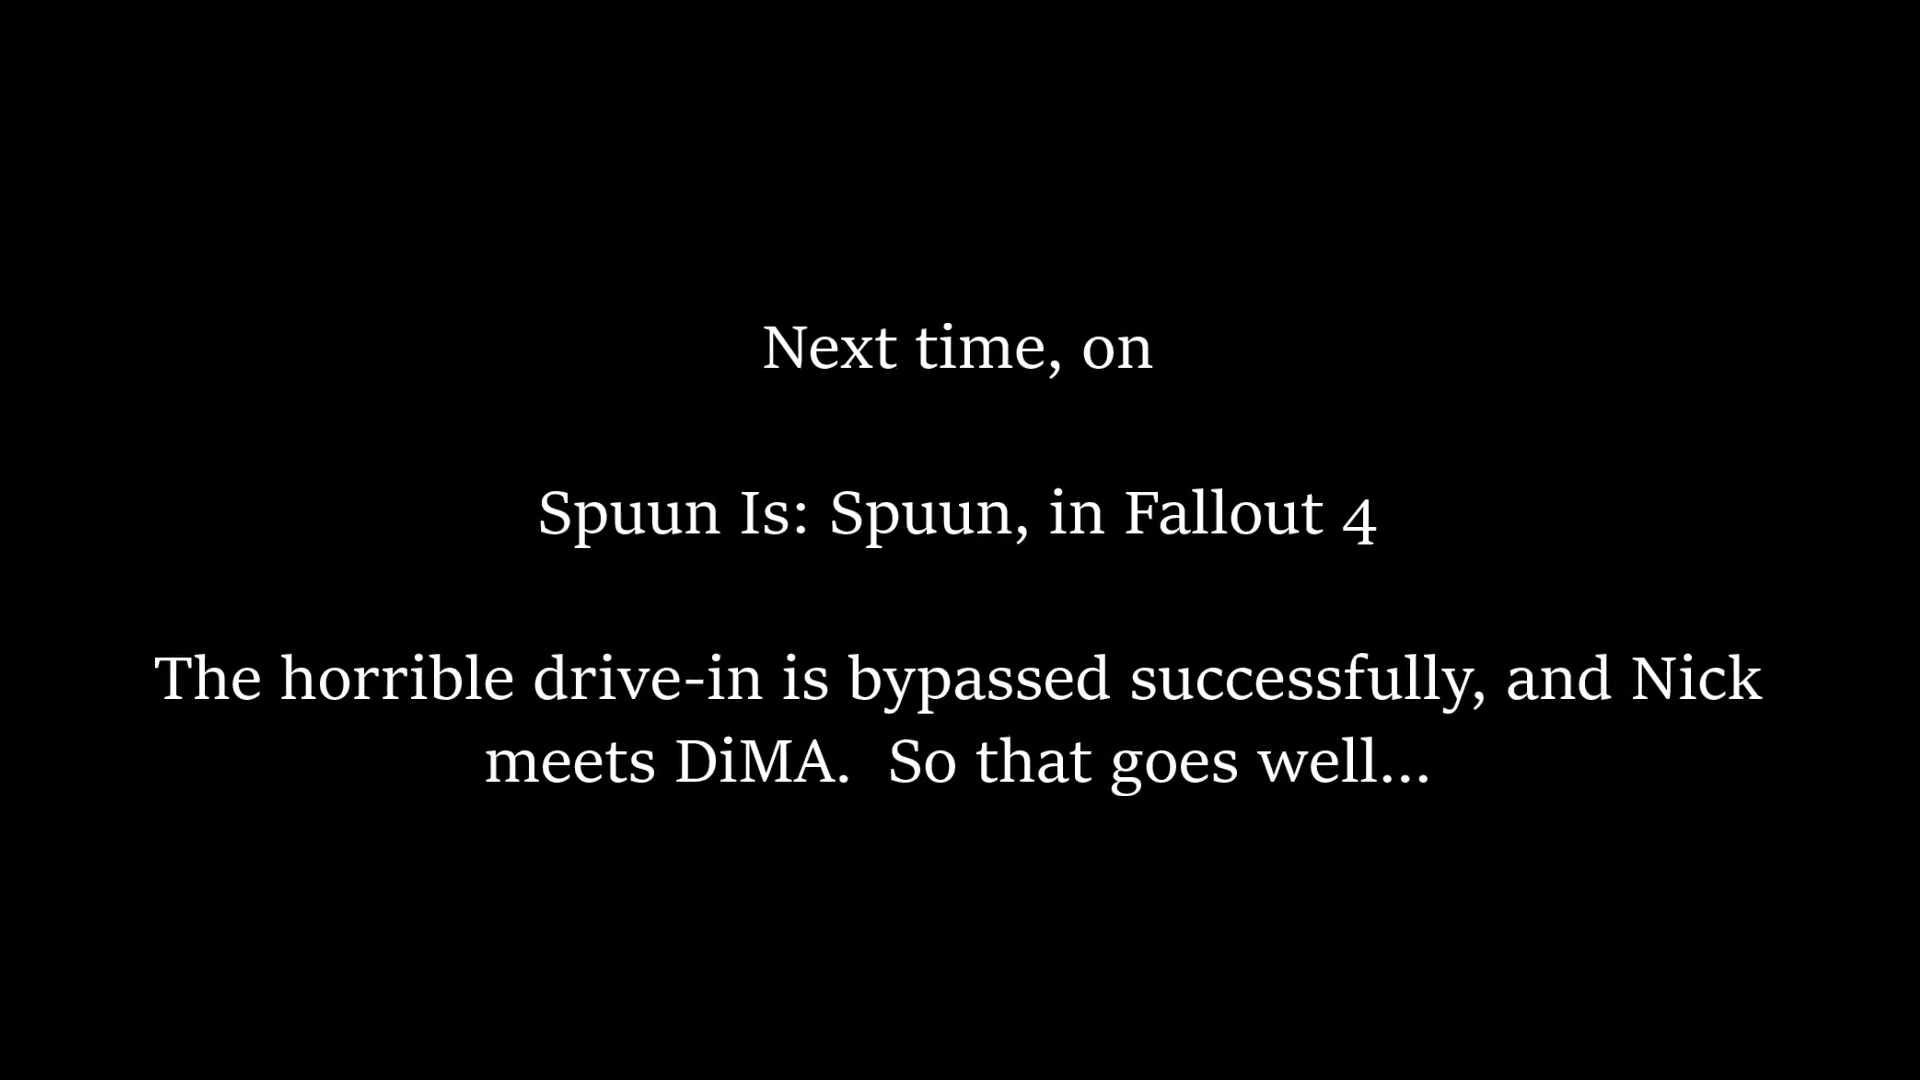 Next time, on
Spuun Is: Spuun, in Fallout 4
The horrible drive-in is bypassed successfully, and Nick
meets DiMA.  So that goes well...